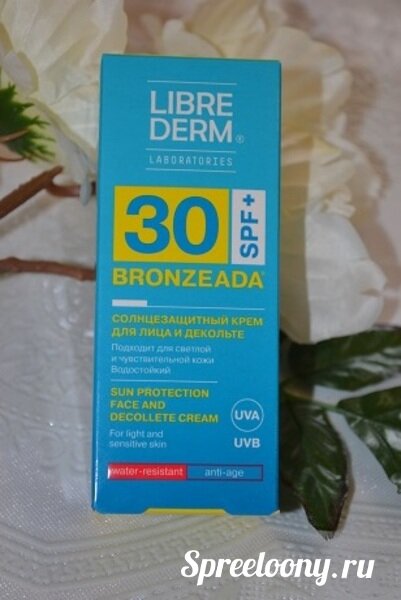 LIBRE
DERM®
LABORATORIES
30
SPF+
BRONZEADA®
СОЛНЦЕЗАЩИТНЫЙ КРЕМ
ДЛЯ ЛИЦА И ДЕКОЛЬТЕ
Подходит для светлой
и чувствительной кожи
Водостойкий
SUN PROTECTION
FACE AND
DECOLLETE CREAM
For light and
sensitive skin
UVA
UVB
water-resistant anti-age
Spreeloony.ru